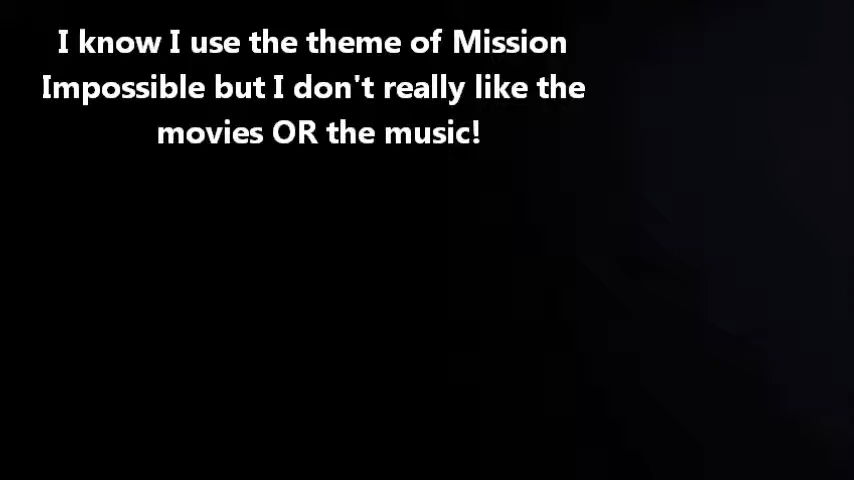 I know I use the theme of Mission
Impossible but I don't really like the
movies OR the music!